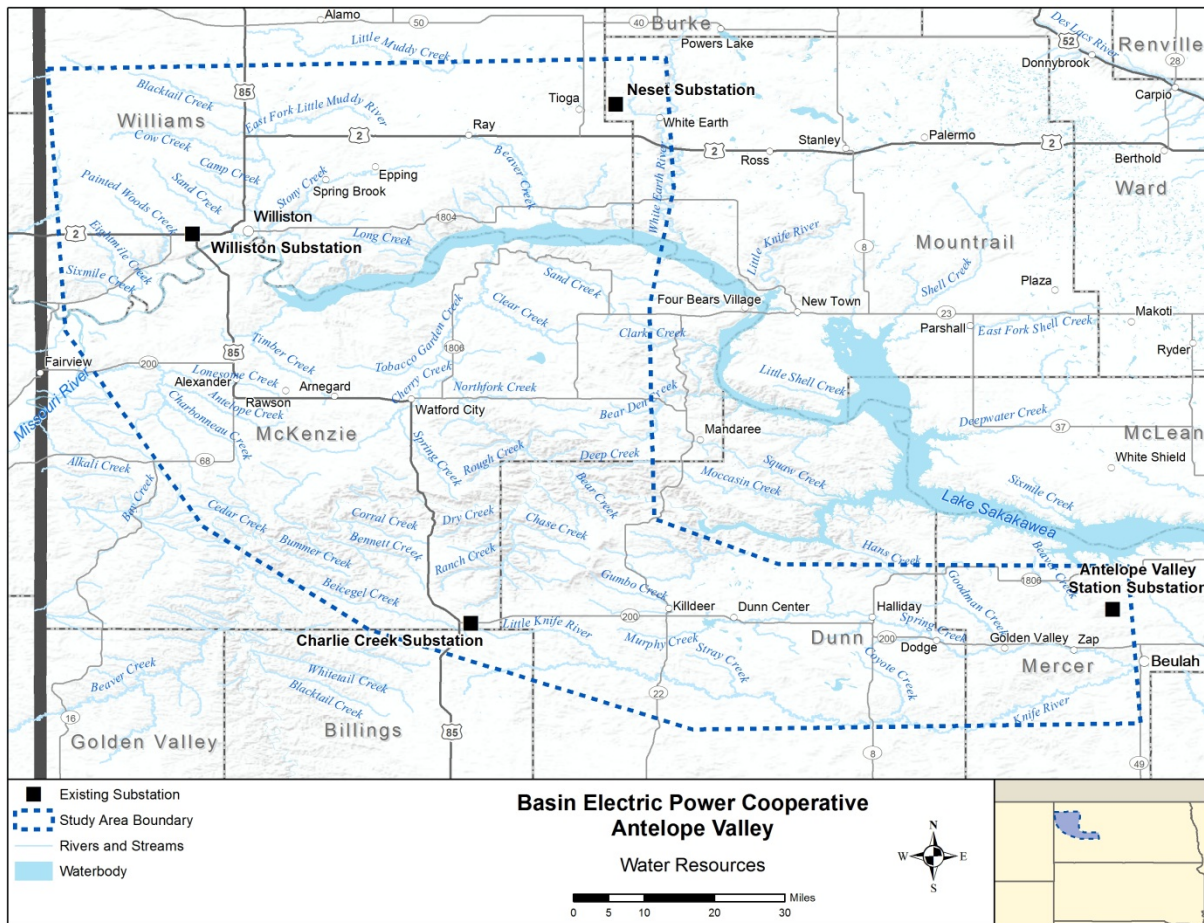 Alamo
50
40
Burke
Powers Lake
Des Lacs River
52
Renville
Donnybrook
28
Carpio
Little Muddy Creek
85
Blacktail Creek
Williams
East Fork Little Muddy River
Tioga
Neset Substation
White Earth
Cow Creek
2
Ray
Stanley
Palermo
2
Ross
2
Berthold
Ward
Camp Creek
Sand Creek
Painted Woods Creek
Stony Creek
Epping
Spring Brook
Beaver Creek
White Earth River
2
Williston
1804
Williston Substation
Long Creek
Eightmile Creek
Sixmile Creek
Little Knife River
8
Mountrail
Shell Creek
Plaza
Sand Creek
Clear Creek
Four Bears Village
New Town
23
Makoti
Parshall
East Fork Shell Creek
Ryder
Clarks Creek
Tobacco Garden Creek
1806
Timber Creek
85
Fairview
200
Lonesome Creek
Alexander
Arnegard
Rawson
Cherry Creek
Northfork Creek
Watford City
Little Shell Creek
Missouri River
Antelope Creek
Charbonneau Creek
McKenzie
Bear Den Creek
Mandaree
Deepwater Creek
37
McLean
White Shield
68
Alkali Creek
Spring Creek
Rough Creek
Deep Creek
Squaw Creek
Moccasin Creek
Bear Creek
Sixmile Creek
Lake Sakakawea
Cedar Creek
Corral Creek
Dry Creek
Chase Creek
Bummer Creek
Bennett Creek
Ranch Creek
Beicegel Creek
Hans Creek
Beaver Creek
Antelope Valley
Station Substation
1806
Gumbo Creek
Goodman Creek
Killdeer
Dunn Center
Halliday
200
Charlie Creek Substation
Little Knife River
Murphy Creek
Stray Creek
Dunn
200
Spring Creek
Dodge
Golden Valley
Zap
Mercer
Beulah
Coyote Creek
Knife River
Beaver Creek
Whitetail Creek
Blacktail Creek
22
16
Golden Valley
Billings
85
8
49
Existing Substation
Study Area Boundary
Rivers and Streams
Waterbody
Basin Electric Power Cooperative
Antelope Valley
Water Resources
N
W
E
S
Miles
0 5 10 20 30